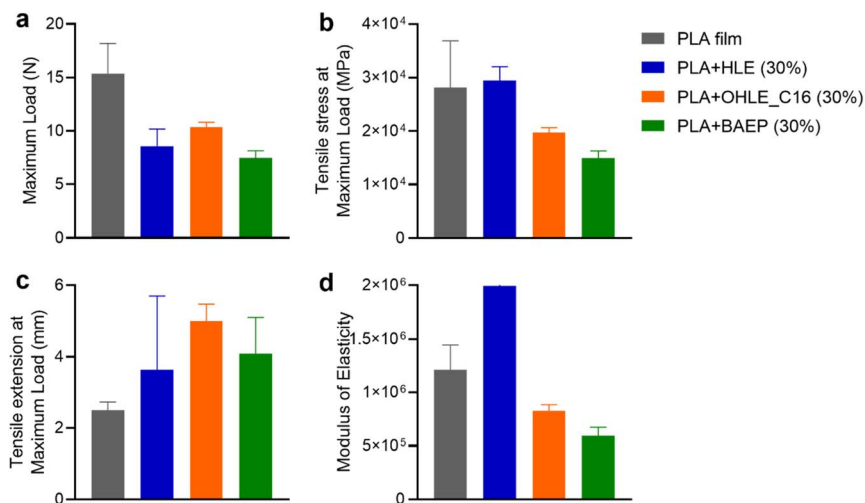 a
20
15
10
5
0
Maximum Load (N)
b
4×10⁴
3×10⁴
2×10⁴
1×10⁴
0
Tensile stress at
Maximum Load (MPa)
PLA film
PLA+HLE (30%)
PLA+OHLE_C16 (30%)
PLA+BAEP (30%)
c
6
4
2
0
Tensile extension at
Maximum Load (mm)
d
2×10⁶
1.5×10⁶
1×10⁶
5×10⁵
0
Modulus of Elasticity